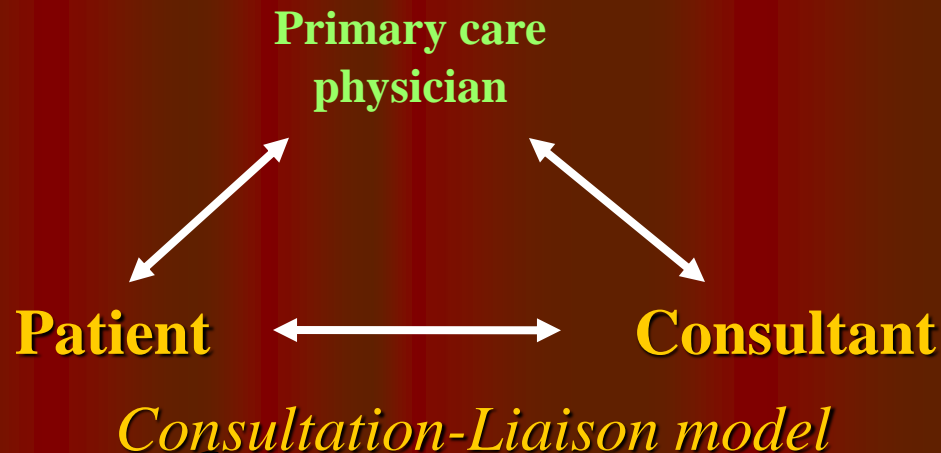 Primary care
physician
Patient
Consultant
Consultation-Liaison model